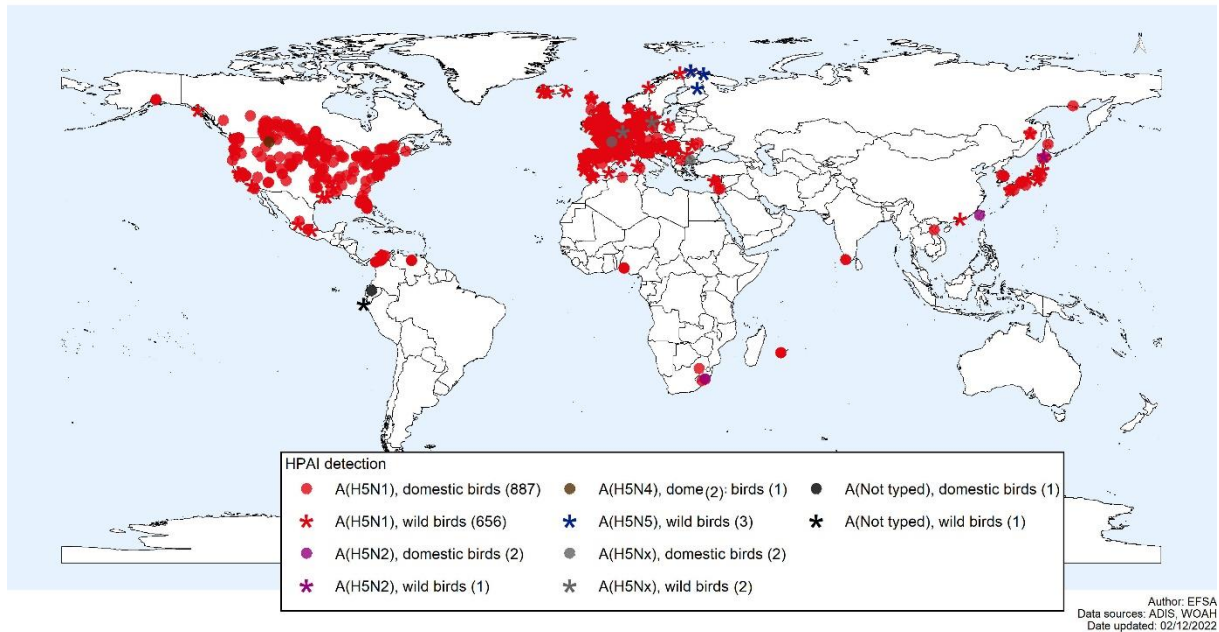 N
HPAI detection
A(H5N1), domestic birds (887)
A(H5N1), wild birds (656)
A(H5N2), domestic birds (2)
A(H5N2), wild birds (1)
A(H5N4), dome(2): birds (1)
A(H5N5), wild birds (3)
A(H5Nx), domestic birds (2)
A(H5Nx), wild birds (2)
A(Not typed), domestic birds (1)
A(Not typed), wild birds (1)
Author: EFSA
Data sources: ADIS, WOAH
Date updated: 02/12/2022